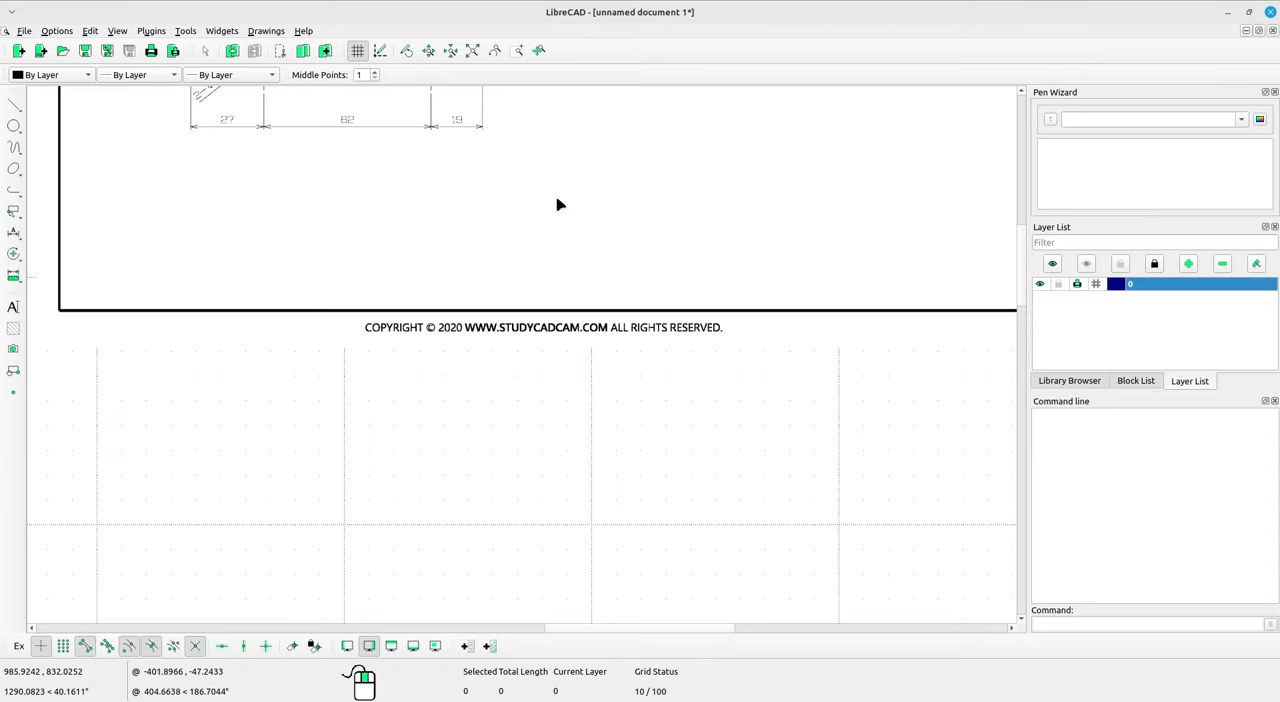 LibreCAD - [unnamed document 1*]
File Options Edit View Plugins Tools Widgets Drawings Help
By Layer By Layer By Layer Middle Points: 1
27 62 19
COPYRIGHT © 2020 WWW.STUDYCADCAM.COM ALL RIGHTS RESERVED.
Pen Wizard
Layer List
Filter
0
Library Browser Block List Layer List
Command line
Command:
Ex
985.9242 , 832.0252 @ -401.8966 , -47.2433 Selected Total Length Current Layer Grid Status
1290.0823 < 40.1611° @ 404.6638 < 186.7044° 0 0 0 10 / 100